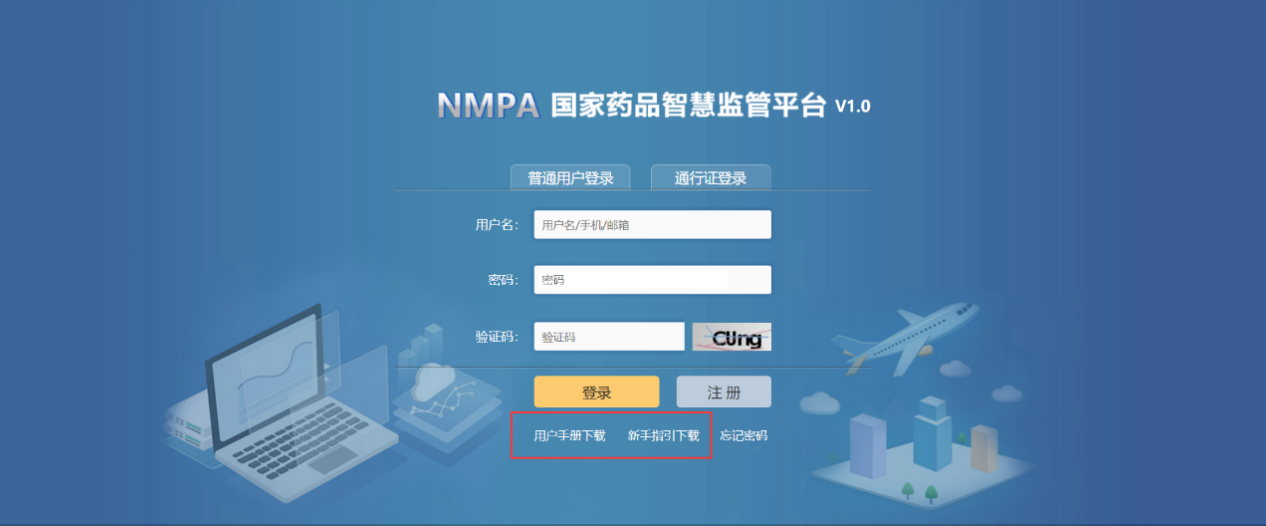 NMPA 国家药品智慧监管平台 V1.0
普通用户登录 通行证登录
用户名： 用户名/手机/邮箱
密码： 密码
验证码： 验证码 CUng
登录 注 册
用户手册下载 新手指引下载 忘记密码